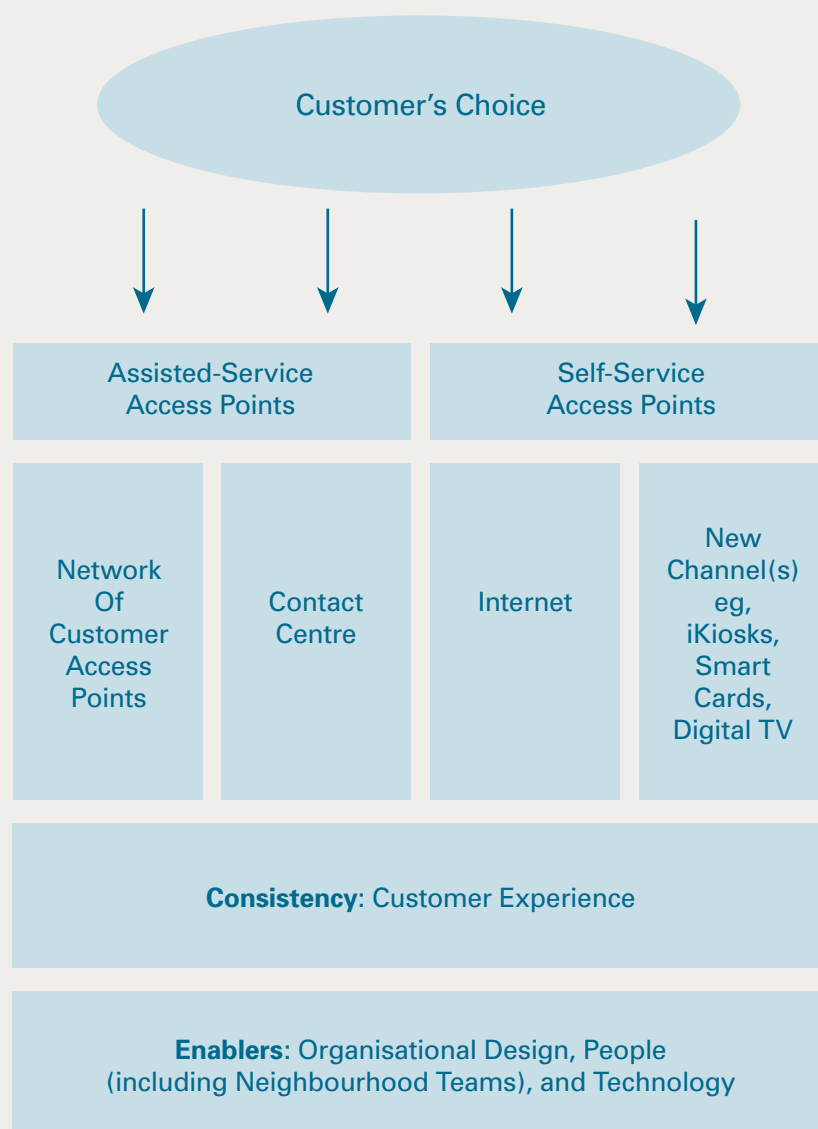 Customer’s Choice
Assisted-Service
Access Points
Self-Service
Access Points
Network
Of
Customer
Access
Points
Contact
Centre
Internet
New
Channel(s)
eg,
iKiosks,
Smart
Cards,
Digital TV
Consistency: Customer Experience
Enablers: Organisational Design, People
(including Neighbourhood Teams), and Technology